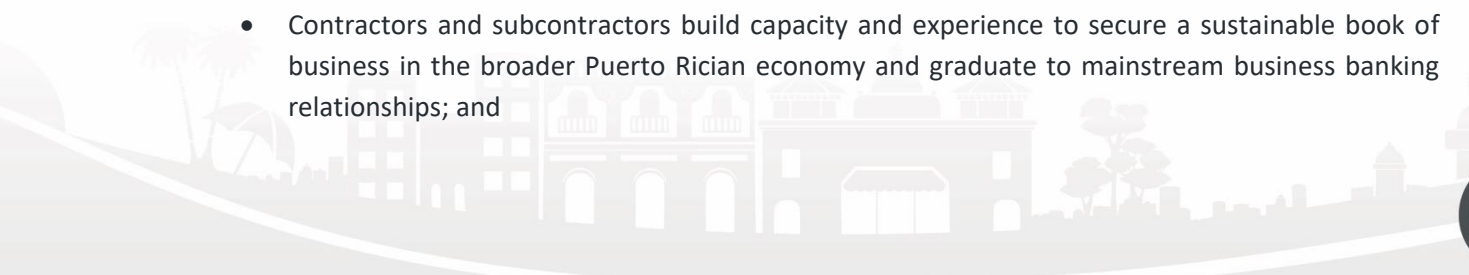 • Contractors and subcontractors build capacity and experience to secure a sustainable book of
business in the broader Puerto Rician economy and graduate to mainstream business banking
relationships; and